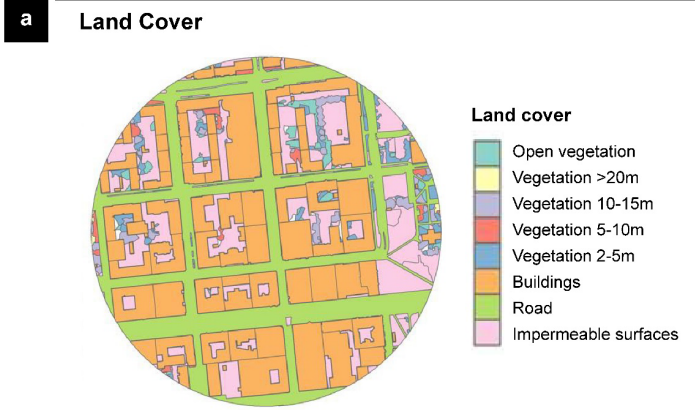 a
Land Cover
Land cover
Open vegetation
Vegetation >20m
Vegetation 10-15m
Vegetation 5-10m
Vegetation 2-5m
Buildings
Road
Impermeable surfaces